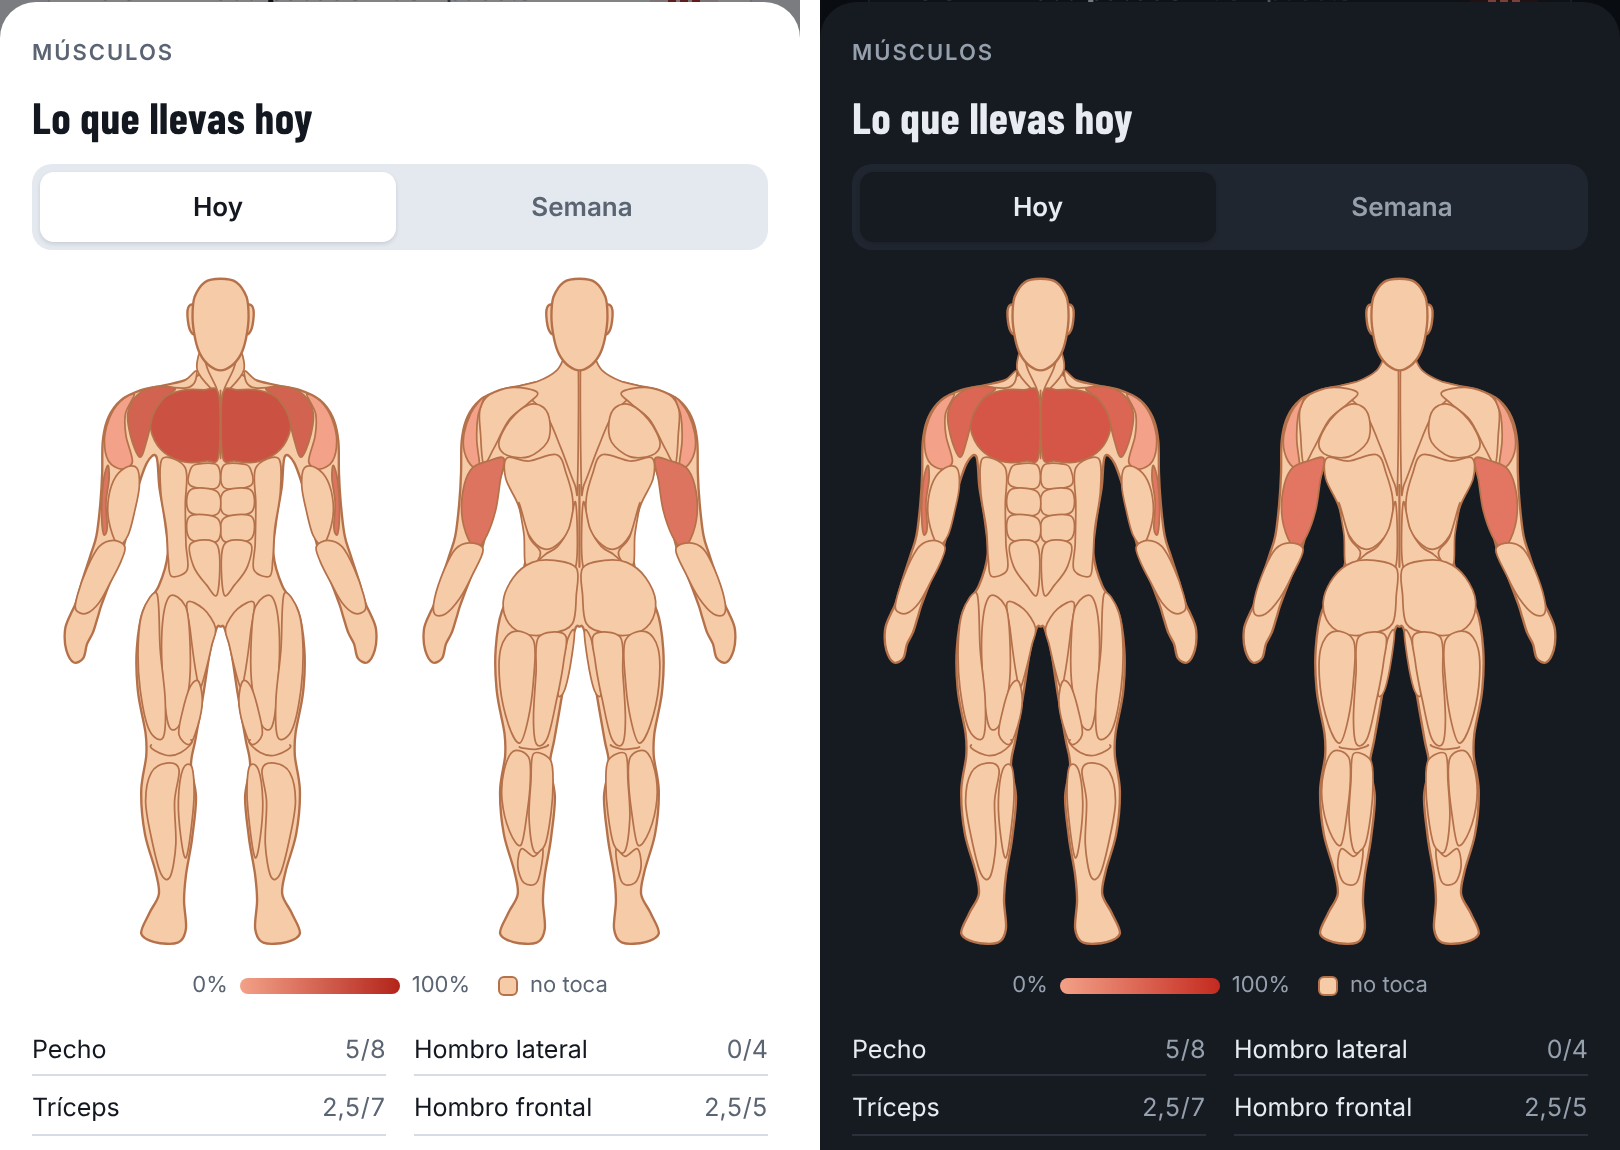 MÚSCULOS
Lo que llevas hoy
Hoy Semana
0% 100% no toca
Pecho 5/8 Hombro lateral 0/4
Tríceps 2,5/7 Hombro frontal 2,5/5
MÚSCULOS
Lo que llevas hoy
Hoy Semana
0% 100% no toca
Pecho 5/8 Hombro lateral 0/4
Tríceps 2,5/7 Hombro frontal 2,5/5